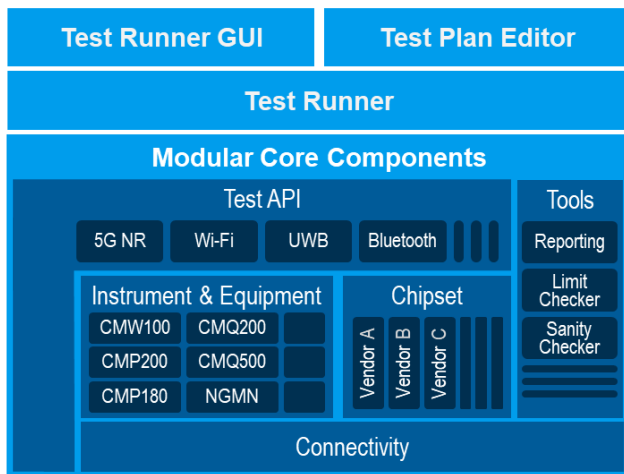 Test Runner GUI
Test Plan Editor
Test Runner
Modular Core Components
Test API
5G NR
Wi-Fi
UWB
Bluetooth
Tools
Reporting
Limit
Checker
Sanity
Checker
Instrument & Equipment
CMW100
CMQ200
CMP200
CMQ500
CMP180
NGMN
Chipset
Vendor A
Vendor B
Vendor C
Connectivity